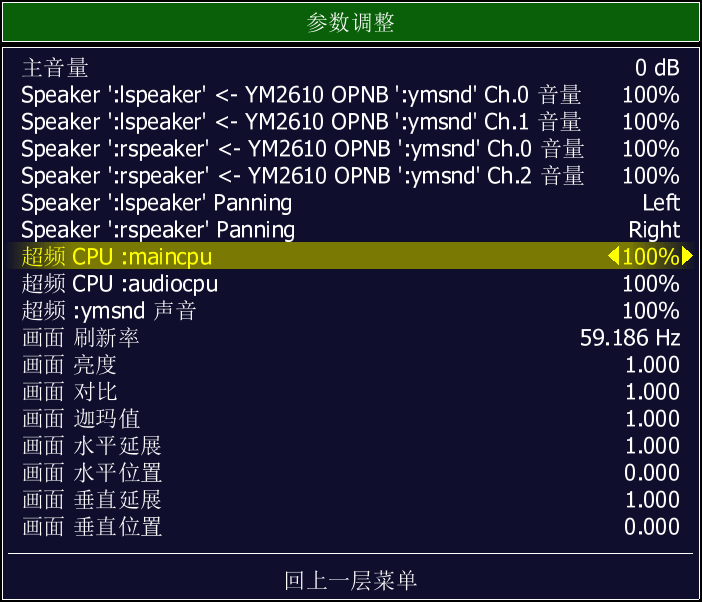 参数调整
主音量 0 dB
Speaker ':lspeaker' <- YM2610 OPNB ':ymsnd' Ch.0 音量 100%
Speaker ':lspeaker' <- YM2610 OPNB ':ymsnd' Ch.1 音量 100%
Speaker ':rspeaker' <- YM2610 OPNB ':ymsnd' Ch.0 音量 100%
Speaker ':rspeaker' <- YM2610 OPNB ':ymsnd' Ch.2 音量 100%
Speaker ':lspeaker' Panning Left
Speaker ':rspeaker' Panning Right
超频 CPU :maincpu 100%
超频 CPU :audiocpu 100%
超频 :ymsnd 声音 100%
画面 刷新率 59.186 Hz
画面 亮度 1.000
画面 对比 1.000
画面 迦玛值 1.000
画面 水平延展 1.000
画面 水平位置 0.000
画面 垂直延展 1.000
画面 垂直位置 0.000
回上一层菜单